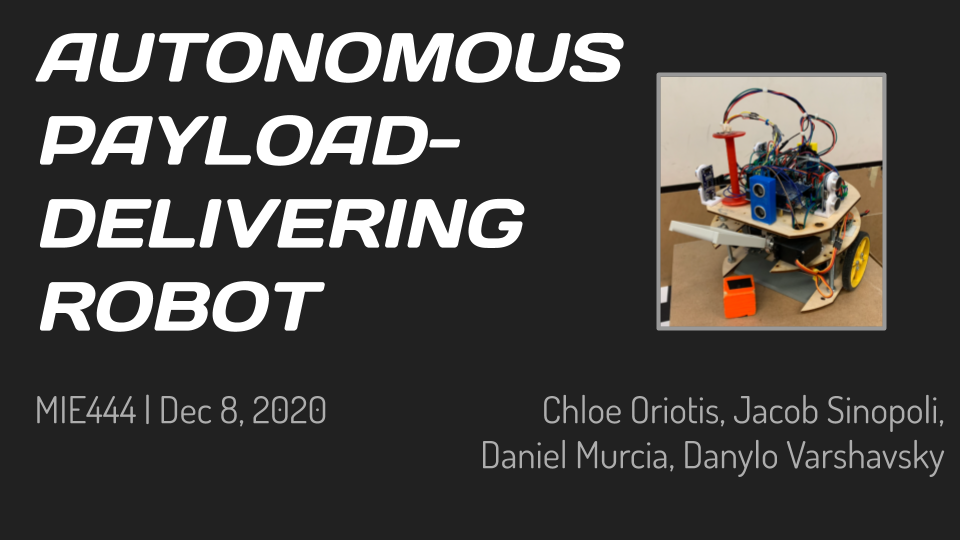 AUTONOMOUS
PAYLOAD-
DELIVERING
ROBOT
MIE444 | Dec 8, 2020
Chloe Oriotis, Jacob Sinopoli,
Daniel Murcia, Danylo Varshavsky